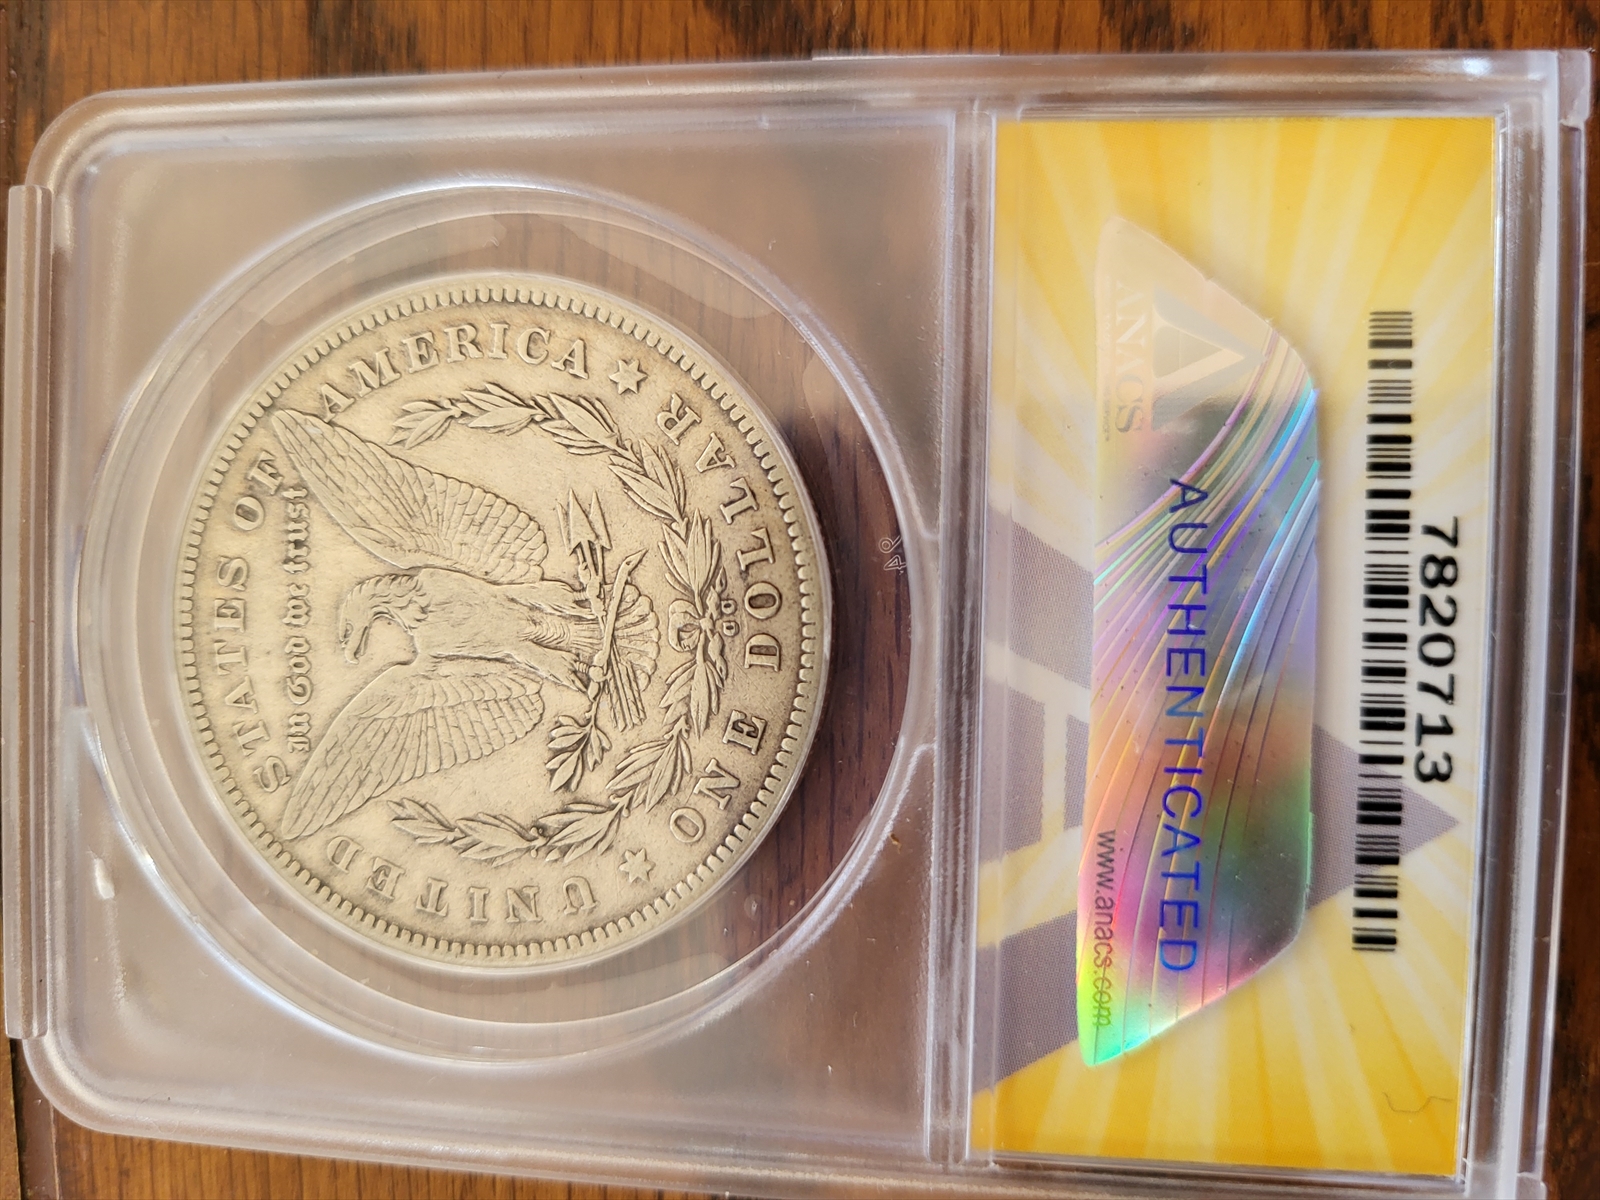 7820713
ANACS
AUTHENTICATED
www.anacs.com
UNITED STATES OF AMERICA
In God we trust
CC
ONE DOLLAR